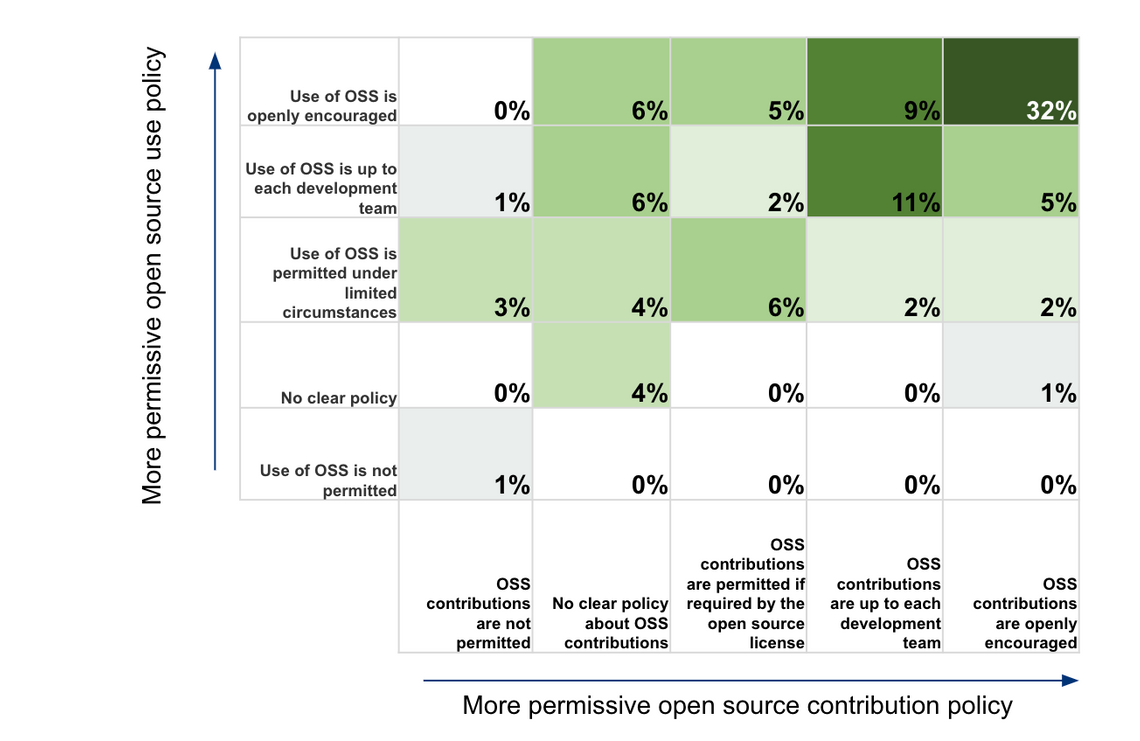 More permissive open source use policy
Use of OSS is
openly encouraged
0%
6%
5%
9%
32%
Use of OSS is up to
each development
team
1%
6%
2%
11%
5%
Use of OSS is
permitted under
limited
circumstances
3%
4%
6%
2%
2%
No clear policy
0%
4%
0%
0%
1%
Use of OSS is not
permitted
1%
0%
0%
0%
0%
OSS
contributions
are not
permitted
No clear policy
about OSS
contributions
OSS
contributions
are permitted if
required by the
open source
license
OSS
contributions
are up to each
development
team
OSS
contributions
are openly
encouraged
More permissive open source contribution policy